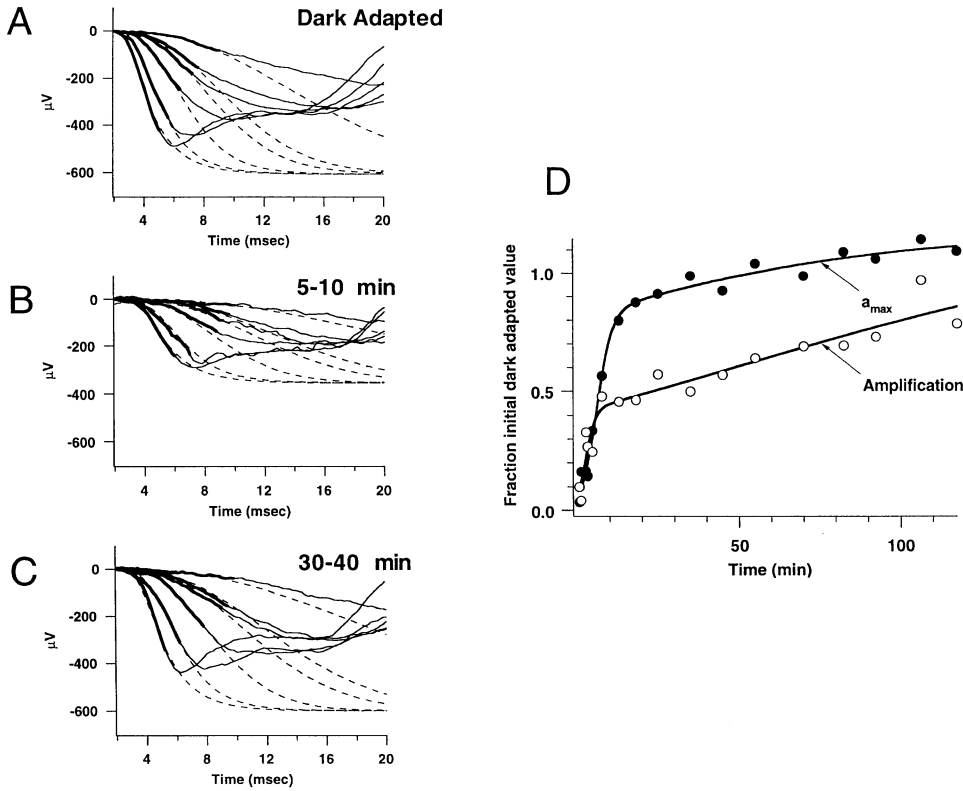 A
Dark Adapted
0
-200
-400
-600
µV
4
8
12
16
20
Time (msec)
B
5-10 min
0
-200
-400
-600
µV
4
8
12
16
20
Time (msec)
C
30-40 min
0
-200
-400
-600
µV
4
8
12
16
20
Time (msec)
D
Fraction initial dark adapted value
1.0
0.5
0.0
a max
Amplification
50
100
Time (min)